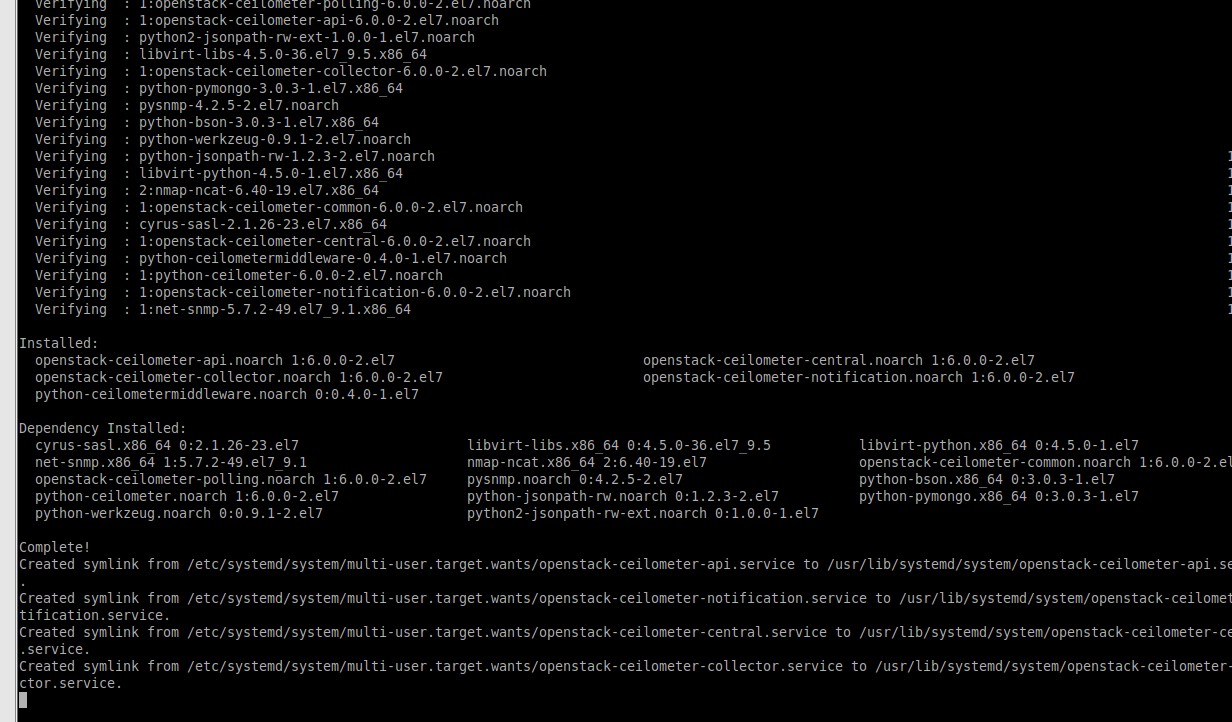 Verifying : 1:openstack-ceilometer-polling-6.0.0-2.el7.noarch
Verifying : 1:openstack-ceilometer-api-6.0.0-2.el7.noarch
Verifying : python2-jsonpath-rw-ext-1.0.0-1.el7.noarch
Verifying : libvirt-libs-4.5.0-36.el7_9.5.x86_64
Verifying : 1:openstack-ceilometer-collector-6.0.0-2.el7.noarch
Verifying : python-pymongo-3.0.3-1.el7.x86_64
Verifying : pysnmp-4.2.5-2.el7.noarch
Verifying : python-bson-3.0.3-1.el7.x86_64
Verifying : python-werkzeug-0.9.1-2.el7.noarch
Verifying : python-jsonpath-rw-1.2.3-2.el7.noarch 1
Verifying : libvirt-python-4.5.0-1.el7.x86_64 1
Verifying : 2:nmap-ncat-6.40-19.el7.x86_64 1
Verifying : 1:openstack-ceilometer-common-6.0.0-2.el7.noarch 1
Verifying : cyrus-sasl-2.1.26-23.el7.x86_64 1
Verifying : 1:openstack-ceilometer-central-6.0.0-2.el7.noarch 1
Verifying : python-ceilometermiddleware-0.4.0-1.el7.noarch 1
Verifying : 1:python-ceilometer-6.0.0-2.el7.noarch 1
Verifying : 1:openstack-ceilometer-notification-6.0.0-2.el7.noarch 1
Verifying : 1:net-snmp-5.7.2-49.el7_9.1.x86_64 1
Installed:
openstack-ceilometer-api.noarch 1:6.0.0-2.el7 openstack-ceilometer-central.noarch 1:6.0.0-2.el7
openstack-ceilometer-collector.noarch 1:6.0.0-2.el7 openstack-ceilometer-notification.noarch 1:6.0.0-2.el7
python-ceilometermiddleware.noarch 0:0.4.0-1.el7
Dependency Installed:
cyrus-sasl.x86_64 0:2.1.26-23.el7 libvirt-libs.x86_64 0:4.5.0-36.el7_9.5 libvirt-python.x86_64 0:4.5.0-1.el7
net-snmp.x86_64 1:5.7.2-49.el7_9.1 nmap-ncat.x86_64 2:6.40-19.el7 openstack-ceilometer-common.noarch 1:6.0.0-2.el
openstack-ceilometer-polling.noarch 1:6.0.0-2.el7 pysnmp.noarch 0:4.2.5-2.el7 python-bson.x86_64 0:3.0.3-1.el7
python-ceilometer.noarch 1:6.0.0-2.el7 python-jsonpath-rw.noarch 0:1.2.3-2.el7 python-pymongo.x86_64 0:3.0.3-1.el7
python-werkzeug.noarch 0:0.9.1-2.el7 python2-jsonpath-rw-ext.noarch 0:1.0.0-1.el7
Complete!
Created symlink from /etc/systemd/system/multi-user.target.wants/openstack-ceilometer-api.service to /usr/lib/systemd/system/openstack-ceilometer-api.se
.
Created symlink from /etc/systemd/system/multi-user.target.wants/openstack-ceilometer-notification.service to /usr/lib/systemd/system/openstack-ceilomet
tification.service.
Created symlink from /etc/systemd/system/multi-user.target.wants/openstack-ceilometer-central.service to /usr/lib/systemd/system/openstack-ceilometer-ce
.service.
Created symlink from /etc/systemd/system/multi-user.target.wants/openstack-ceilometer-collector.service to /usr/lib/systemd/system/openstack-ceilometer-
ctor.service.